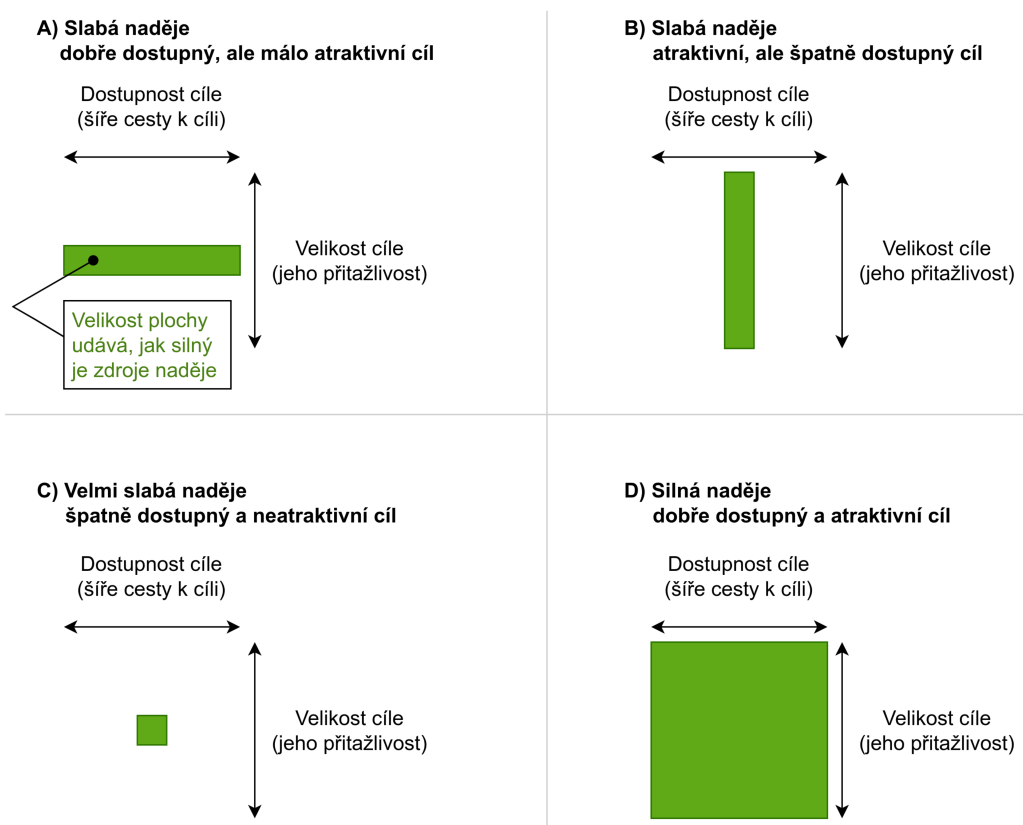 A) Slabá naděje
dobře dostupný, ale málo atraktivní cíl
Dostupnost cíle
(šíře cesty k cíli)
Velikost cíle
(jeho přitažlivost)
Velikost plochy
udává, jak silný
je zdroje naděje
B) Slabá naděje
atraktivní, ale špatně dostupný cíl
Dostupnost cíle
(šíře cesty k cíli)
Velikost cíle
(jeho přitažlivost)
C) Velmi slabá naděje
špatně dostupný a neatraktivní cíl
Dostupnost cíle
(šíře cesty k cíli)
Velikost cíle
(jeho přitažlivost)
D) Silná naděje
dobře dostupný a atraktivní cíl
Dostupnost cíle
(šíře cesty k cíli)
Velikost cíle
(jeho přitažlivost)